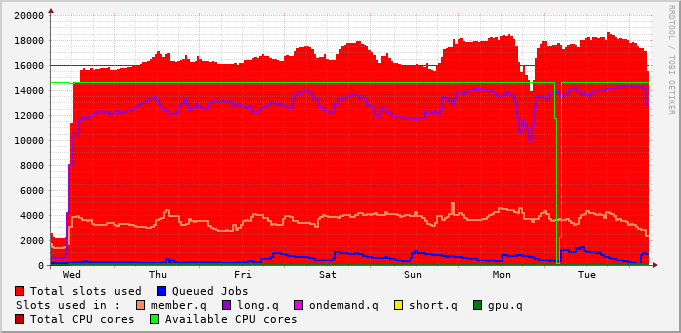 20000
18000
16000
14000
12000
10000
8000
6000
4000
2000
0
Wed Thu Fri Sat Sun Mon Tue
RRDTOOL / TOBI OETIKER
Total slots used Queued Jobs
Slots used in : member.q long.q ondemand.q short.q gpu.q
Total CPU cores Available CPU cores